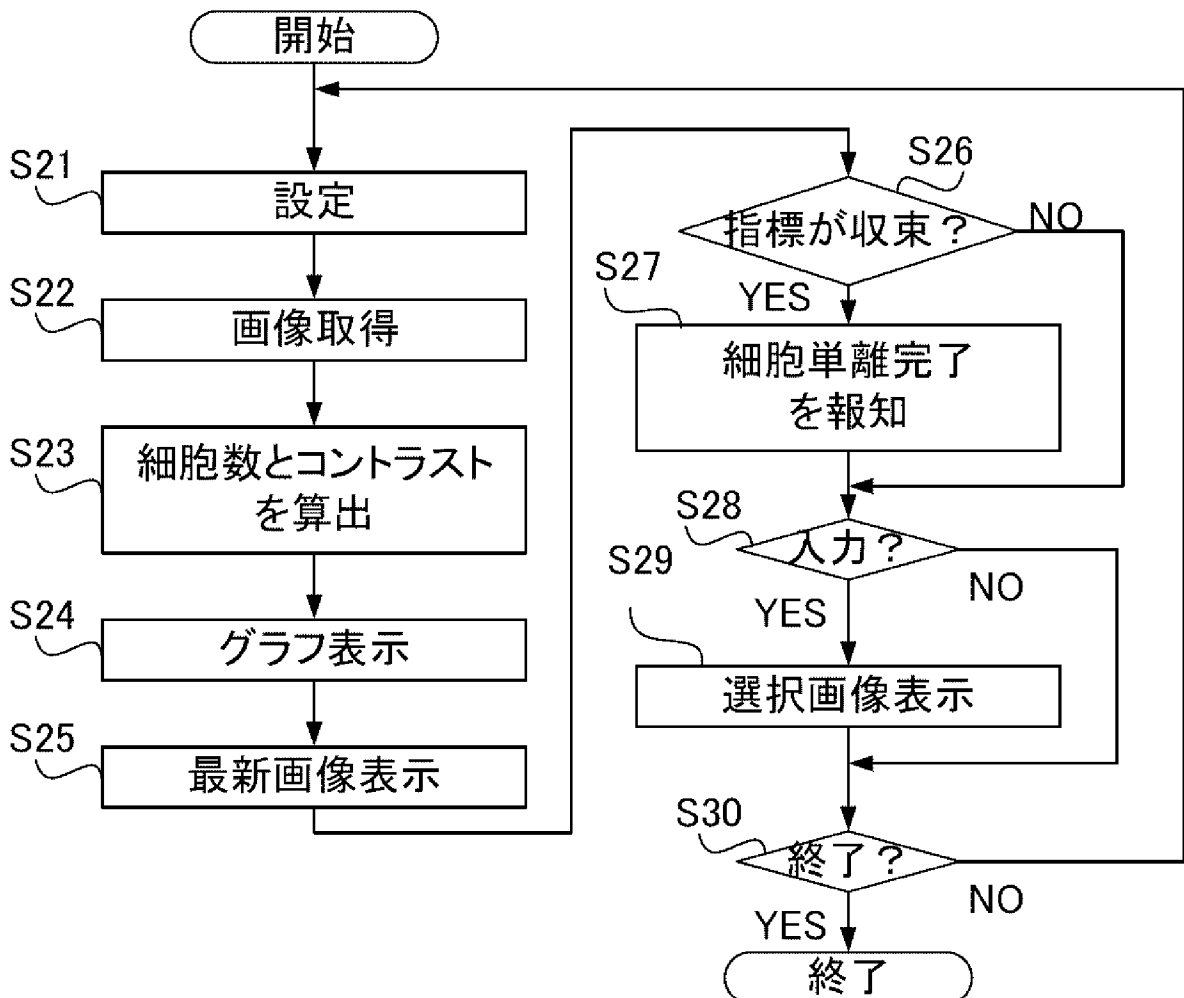 開始
S21
設定
S22
画像取得
S23
細胞数とコントラスト
を算出
S24
グラフ表示
S25
最新画像表示
S26
指標が収束？
NO
YES
S27
細胞単離完了
を報知
S28
入力？
NO
YES
S29
選択画像表示
S30
終了？
NO
YES
終了